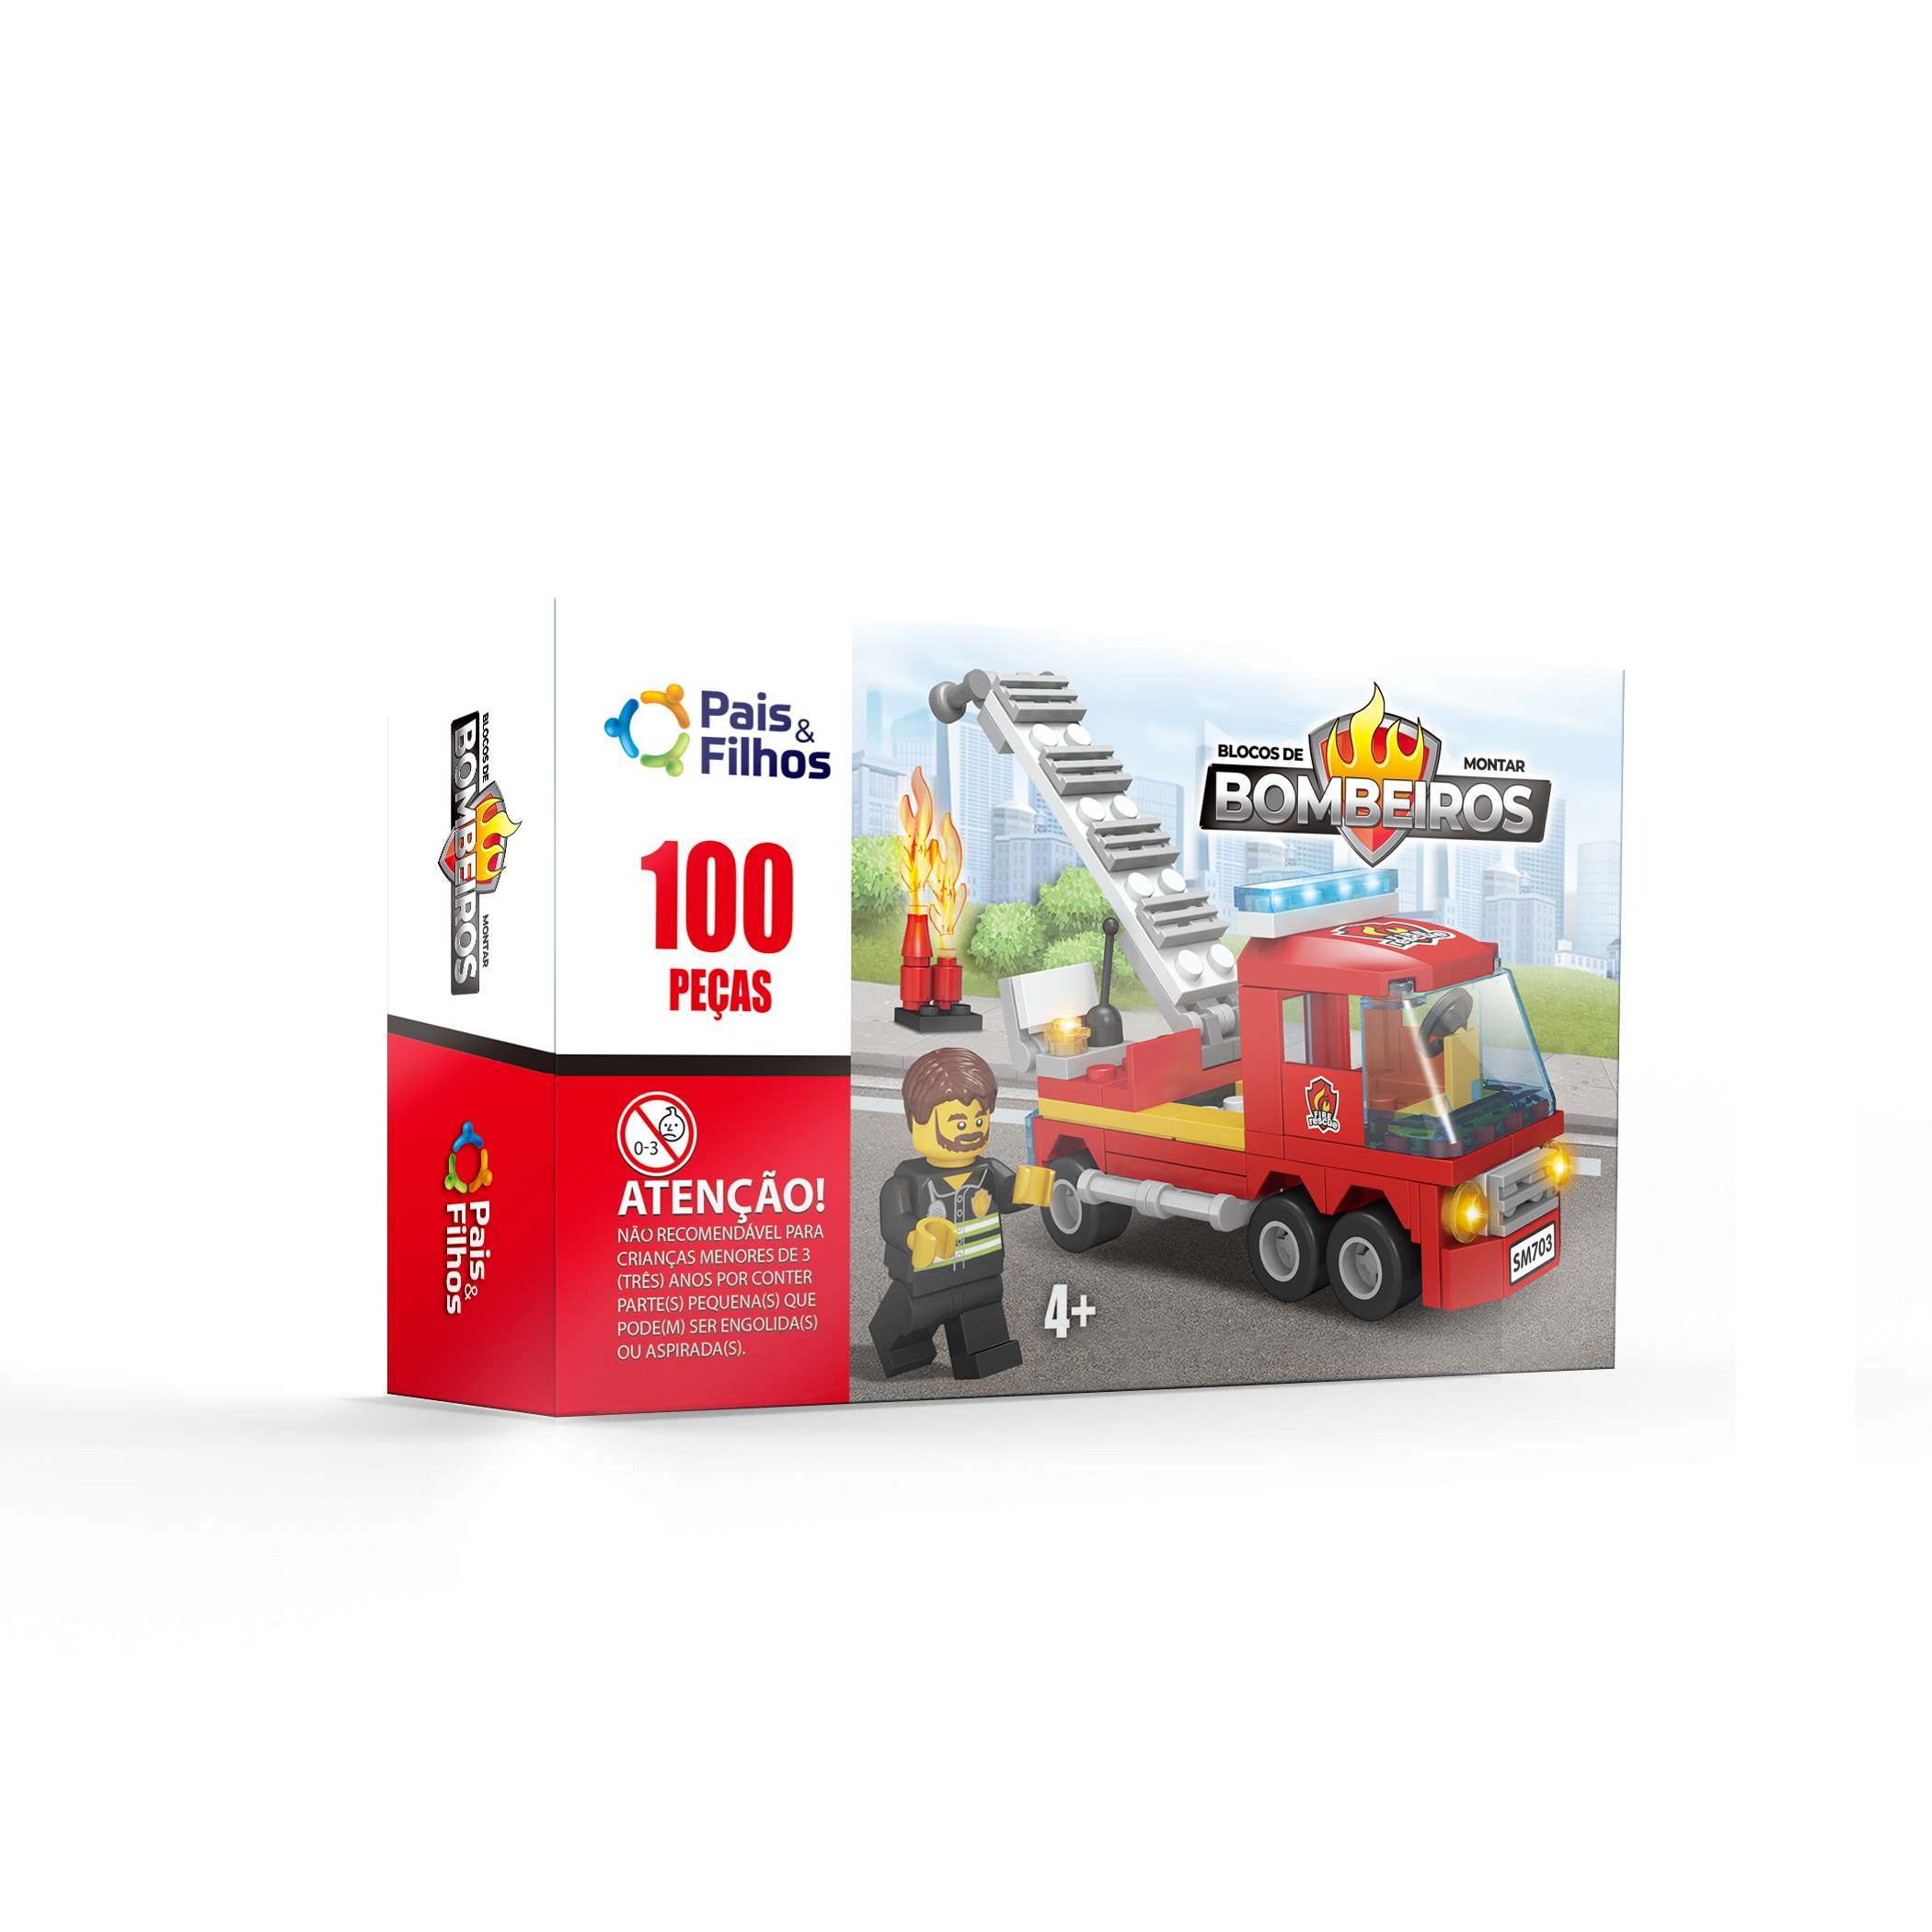 BLOCOS DE
MONTAR
BOMBEIROS
Pais &
Filhos
Pais &
Filhos
100
PEÇAS
0-3
ATENÇÃO!
NÃO RECOMENDÁVEL PARA
CRIANÇAS MENORES DE 3
(TRÊS) ANOS POR CONTER
PARTE(S) PEQUENA(S) QUE
PODE(M) SER ENGOLIDA(S)
OU ASPIRADA(S).
BLOCOS DE
MONTAR
BOMBEIROS
FIRE
rescue
FIRE
rescue
SM703
4+